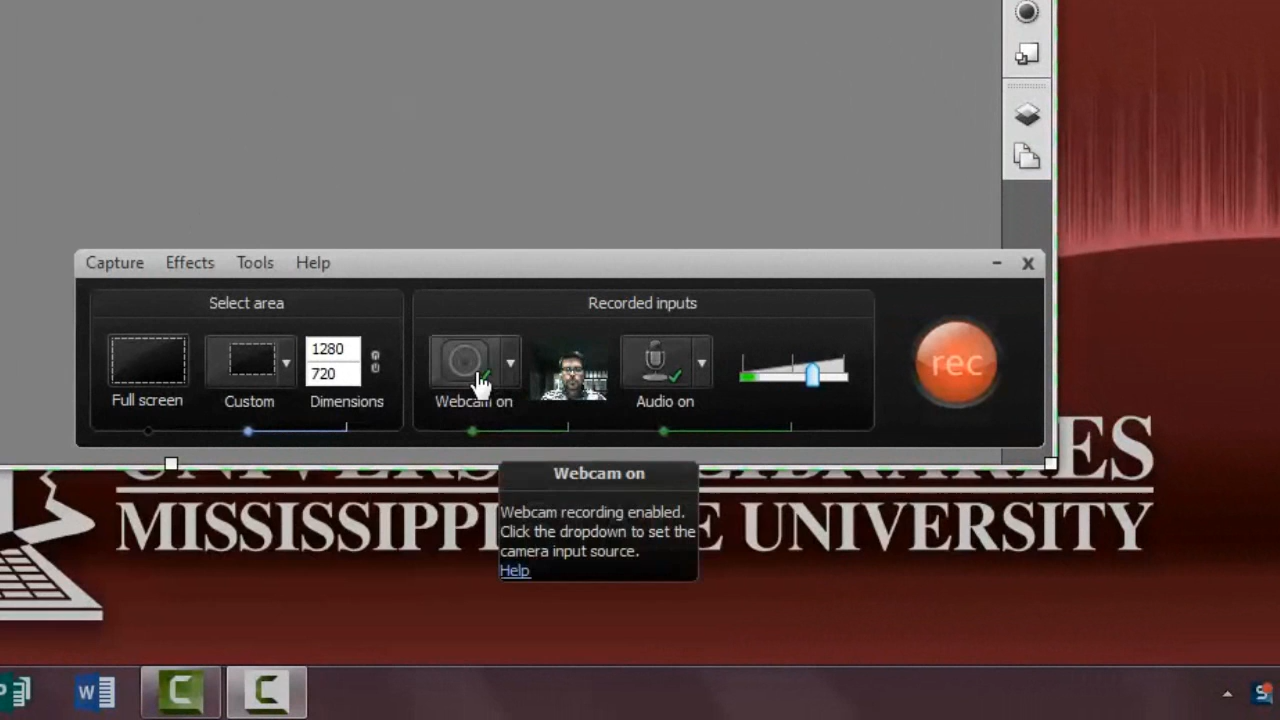 Capture Effects Tools Help
Select area
Recorded inputs
1280
720
rec
Full screen
Custom
Dimensions
Webcam on
Audio on
MISSISSIPPI
UNIVERSITY
Webcam on
Webcam recording enabled.
Click the dropdown to set the
camera input source.
Help